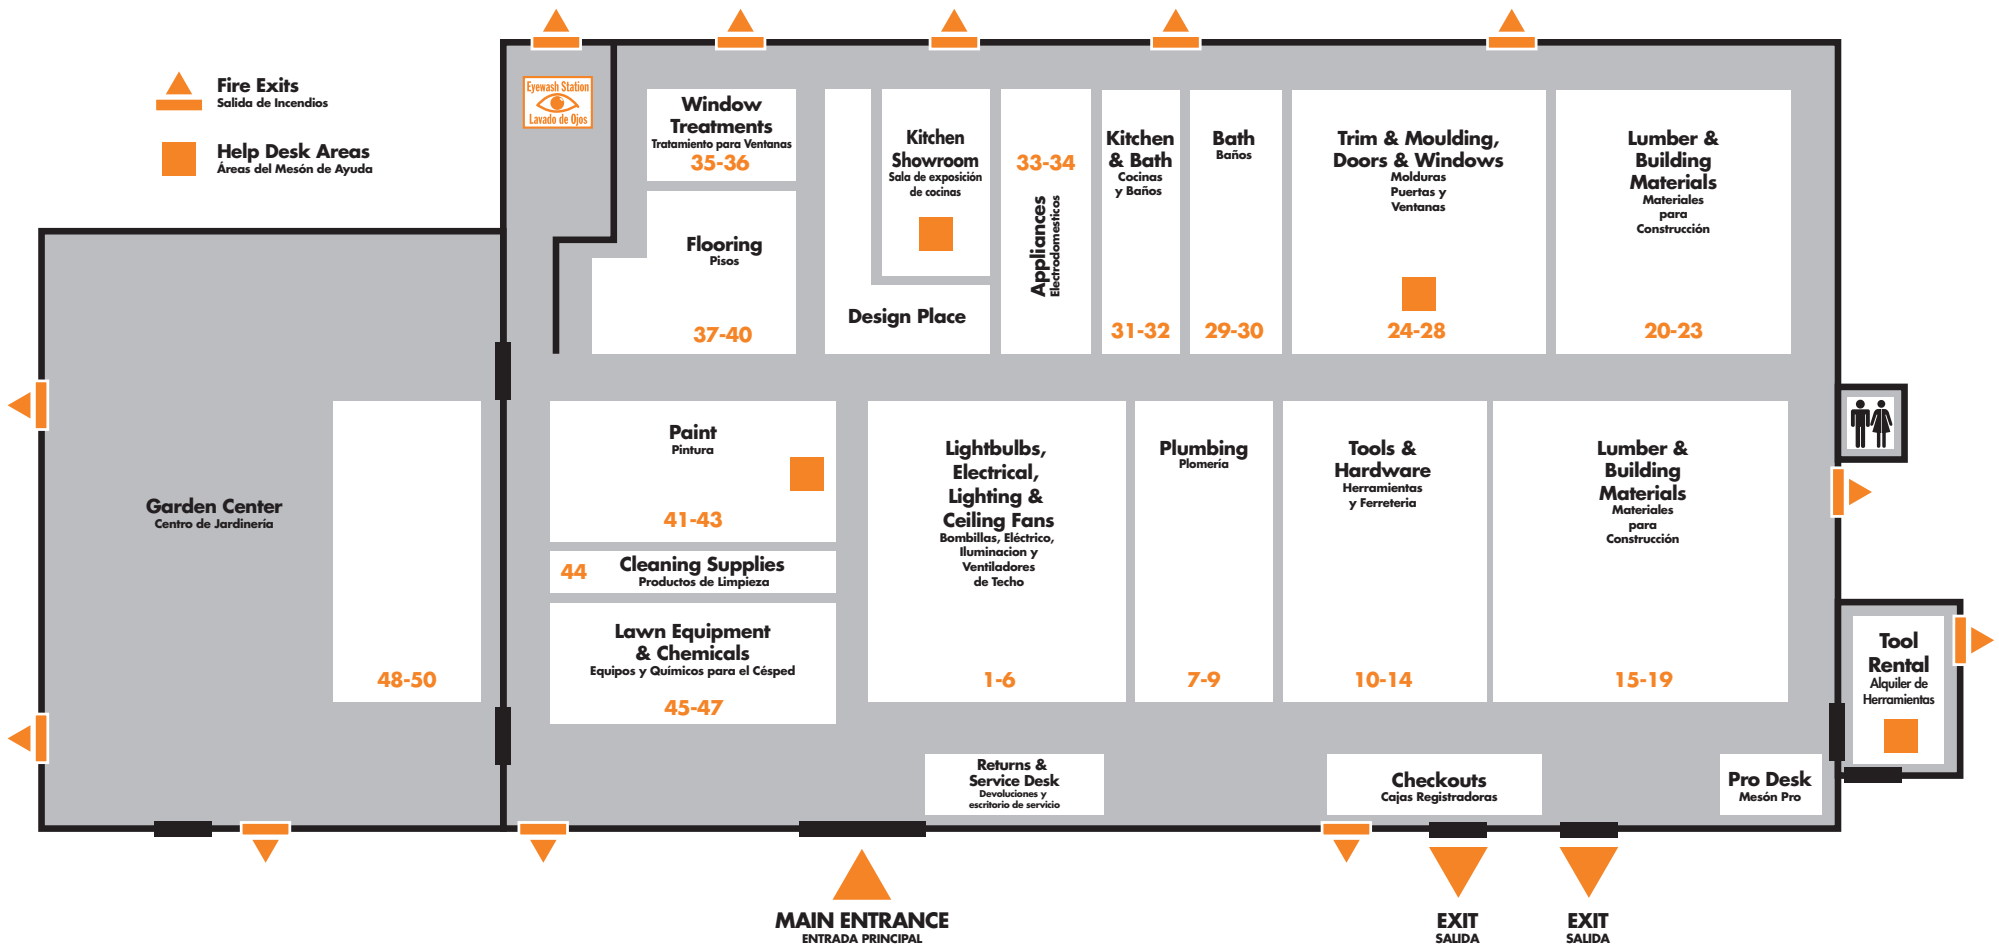 Fire Exits
Salida de Incendios
Help Desk Areas
Áreas del Mesón de Ayuda
Eyewash Station
Lavado de Ojos
Window
Treatments
Tratamiento para Ventanas
35-36
Flooring
Pisos
37-40
Kitchen
Showroom
Sala de exposición
de cocinas
Design Place
33-34
Appliances
Electrodomesticos
Kitchen
& Bath
Cocinas
y Baños
31-32
Bath
Baños
29-30
Trim & Moulding,
Doors & Windows
Molduras
Puertas y
Ventanas
24-28
Lumber &
Building
Materials
Materiales
para
Construcción
20-23
Garden Center
Centro de Jardinería
48-50
Paint
Pintura
41-43
44
Cleaning Supplies
Productos de Limpieza
Lawn Equipment
& Chemicals
Equipos y Químicos para el Césped
45-47
Lightbulbs,
Electrical,
Lighting &
Ceiling Fans
Bombillas, Eléctrico,
Iluminacion y
Ventiladores
de Techo
1-6
Plumbing
Plomería
7-9
Tools &
Hardware
Herramientas
y Ferreteria
10-14
Lumber &
Building
Materials
Materiales
para
Construcción
15-19
Tool
Rental
Alquiler de
Herramientas
Returns &
Service Desk
Devoluciones y
escritorio de servicio
Checkouts
Cajas Registradoras
Pro Desk
Mesón Pro
MAIN ENTRANCE
ENTRADA PRINCIPAL
EXIT
SALIDA
EXIT
SALIDA